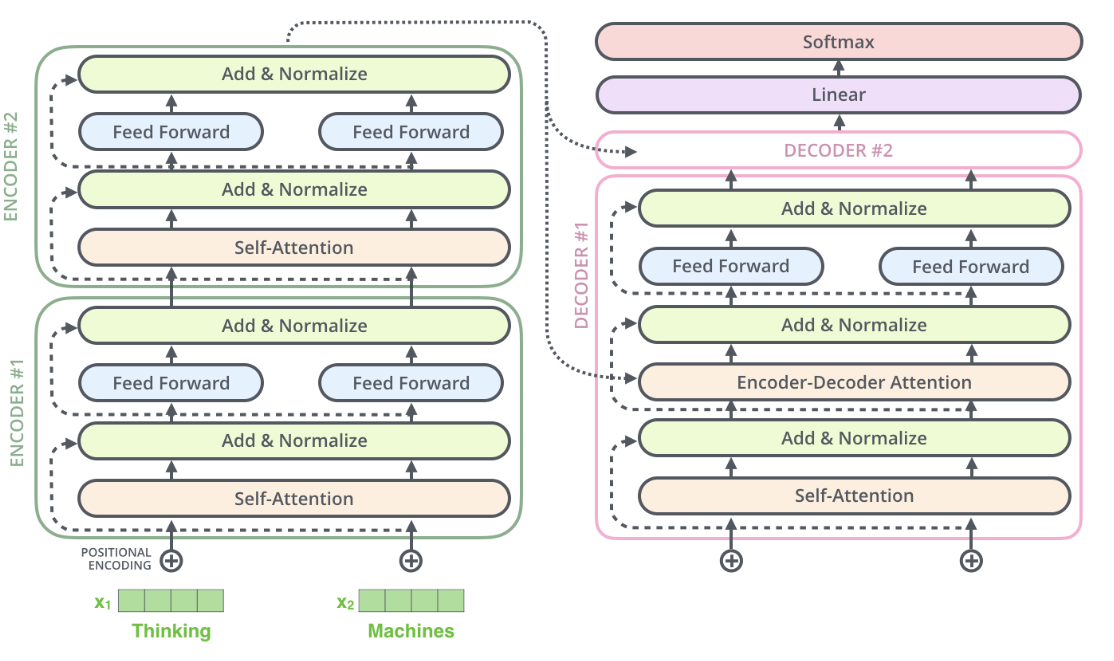 ENCODER #2
Add & Normalize
Feed Forward
Feed Forward
Add & Normalize
Self-Attention
ENCODER #1
Add & Normalize
Feed Forward
Feed Forward
Add & Normalize
Self-Attention
POSITIONAL
ENCODING
x₁
x₂
Thinking
Machines
Softmax
Linear
DECODER #2
DECODER #1
Add & Normalize
Feed Forward
Feed Forward
Add & Normalize
Encoder-Decoder Attention
Add & Normalize
Self-Attention